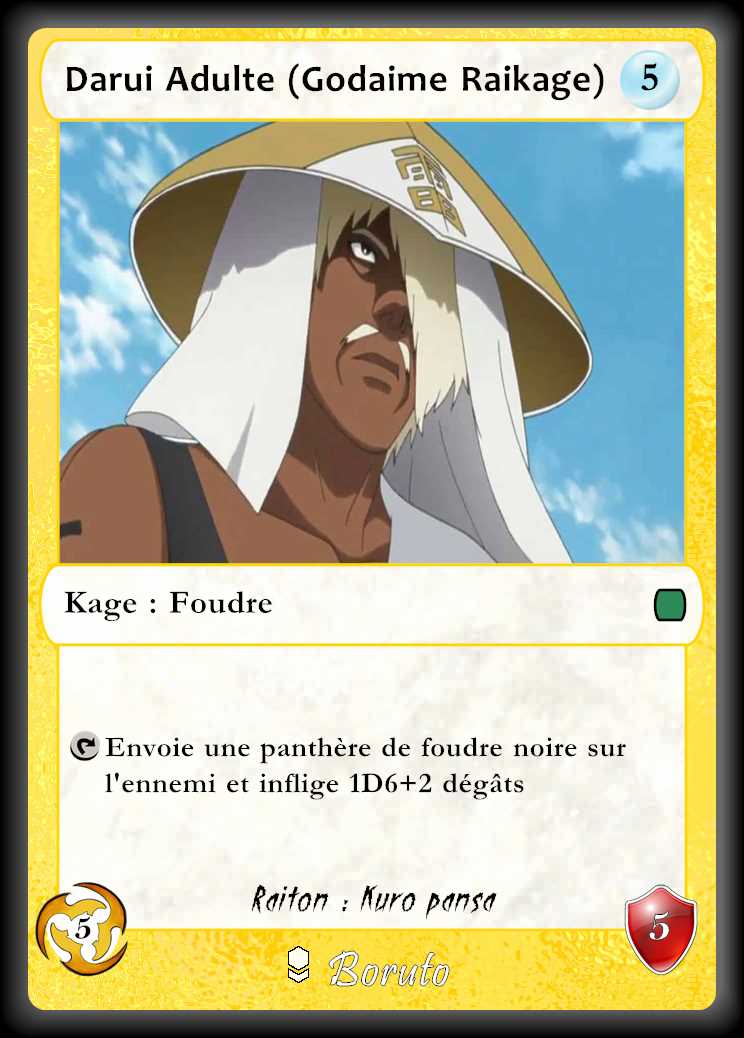 Darui Adulte (Godaime Raikage) 5
Kage : Foudre
Envoie une panthère de foudre noire sur
l'ennemi et inflige 1D6+2 dégâts
Raiton : Kuro pansa
5
5
Boruto